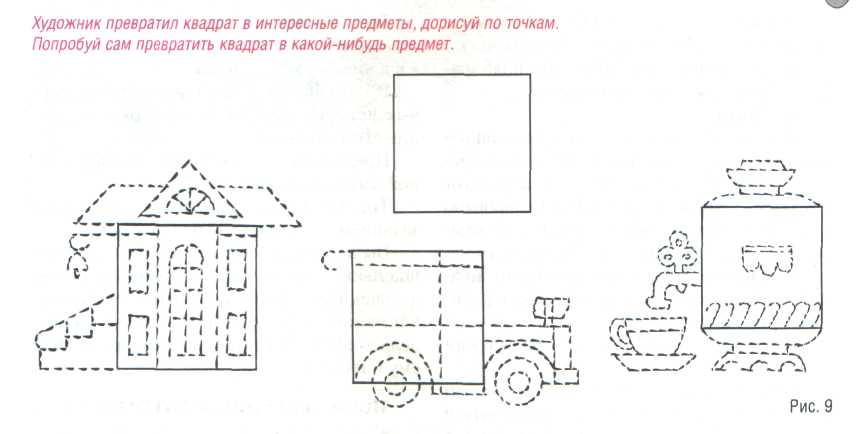 Художник превратил квадрат в интересные предметы, дорисуй по точкам.
Попробуй сам превратить квадрат в какой-нибудь предмет.
Рис. 9